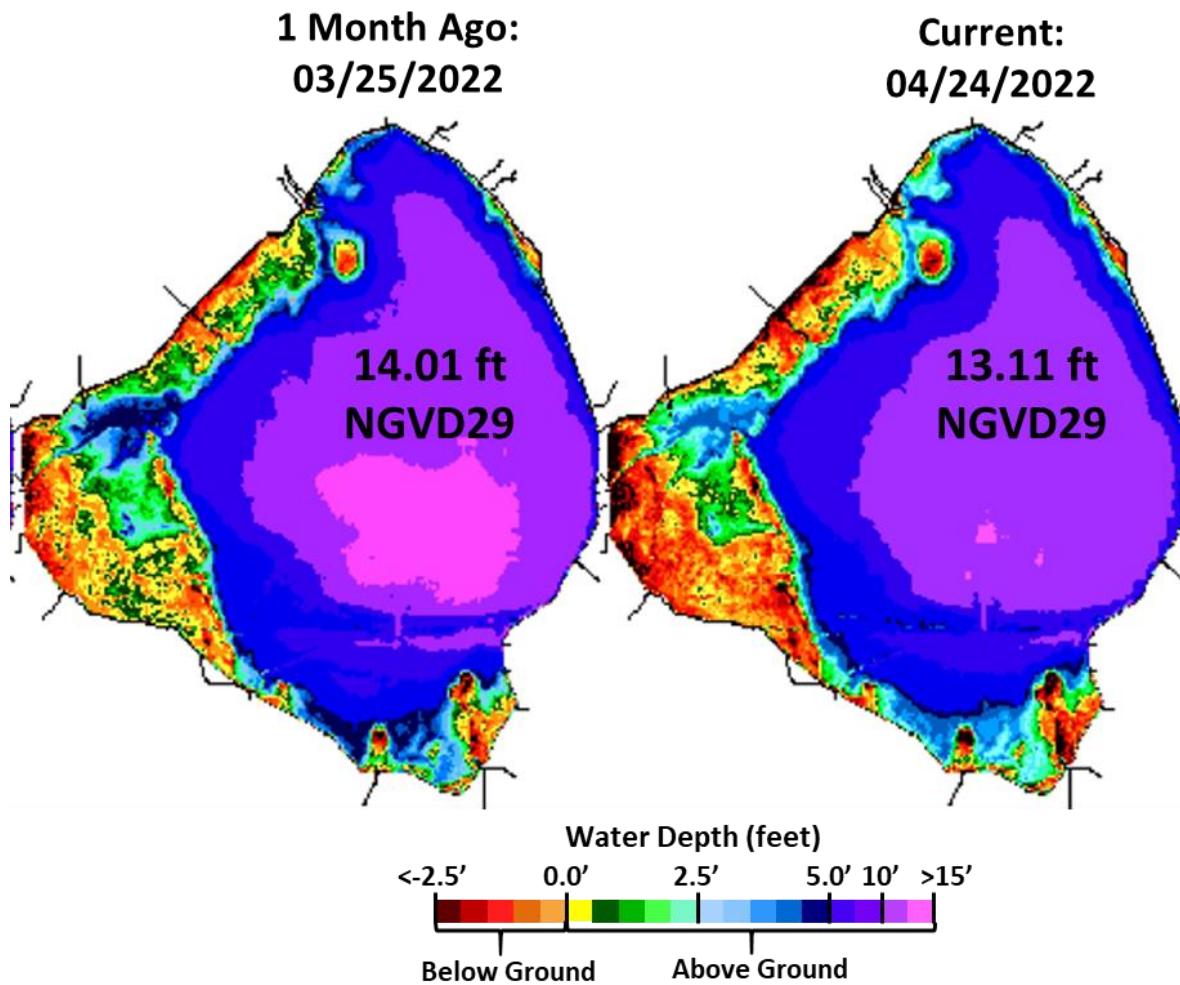 1 Month Ago:
03/25/2022
Current:
04/24/2022
14.01 ft
NGVD29
13.11 ft
NGVD29
Water Depth (feet)
<-2.5’ 0.0’ 2.5’ 5.0’ 10’ >15’
Below Ground Above Ground